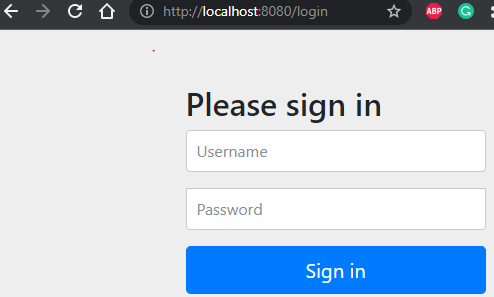 http://localhost:8080/login
ABP
Please sign in
Username
Password
Sign in